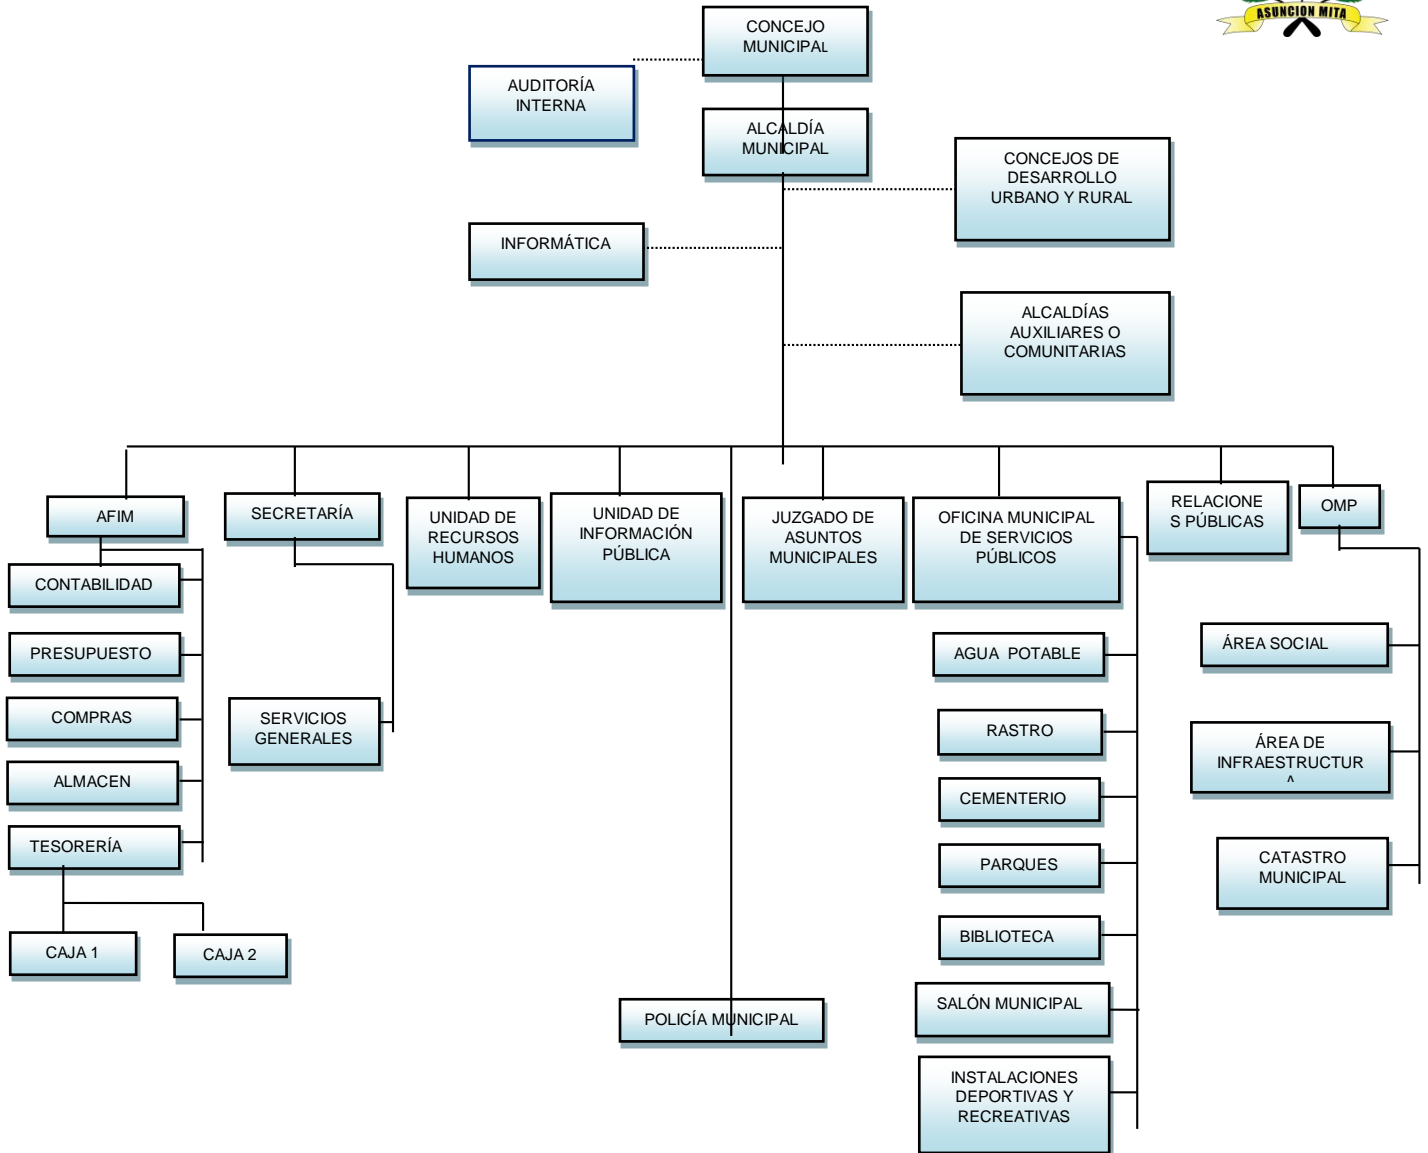 ASUNCION MITA
CONCEJO
MUNICIPAL
AUDITORÍA
INTERNA
ALCALDÍA
MUNICIPAL
CONCEJOS DE
DESARROLLO
URBANO Y RURAL
INFORMÁTICA
ALCALDÍAS
AUXILIARES O
COMUNITARIAS
AFIM
SECRETARÍA
UNIDAD DE
RECURSOS
HUMANOS
UNIDAD DE
INFORMACIÓN
PÚBLICA
JUZGADO DE
ASUNTOS
MUNICIPALES
OFICINA MUNICIPAL
DE SERVICIOS
PÚBLICOS
RELACIONE
S PÚBLICAS
OMP
CONTABILIDAD
PRESUPUESTO
COMPRAS
ALMACEN
TESORERÍA
CAJA 1
CAJA 2
SERVICIOS
GENERALES
POLICÍA MUNICIPAL
AGUA POTABLE
RASTRO
CEMENTERIO
PARQUES
BIBLIOTECA
SALÓN MUNICIPAL
INSTALACIONES
DEPORTIVAS Y
RECREATIVAS
ÁREA SOCIAL
ÁREA DE
INFRAESTRUCTUR
CATASTRO
MUNICIPAL